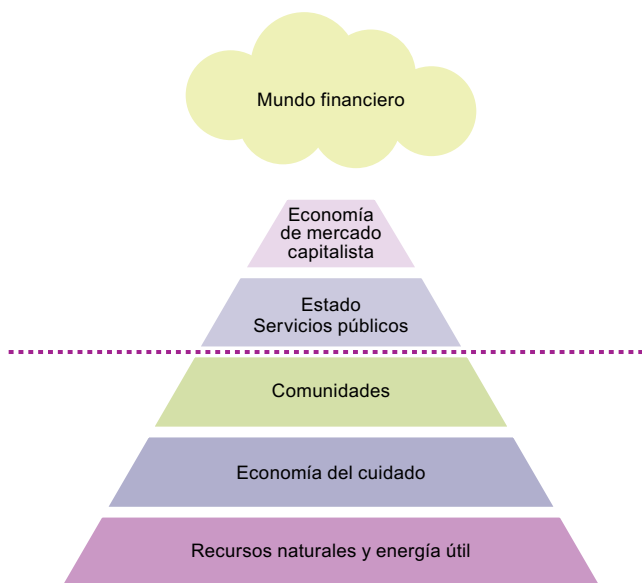 Mundo financiero
Economía
de mercado
capitalista
Estado
Servicios públicos
Comunidades
Economía del cuidado
Recursos naturales y energía útil